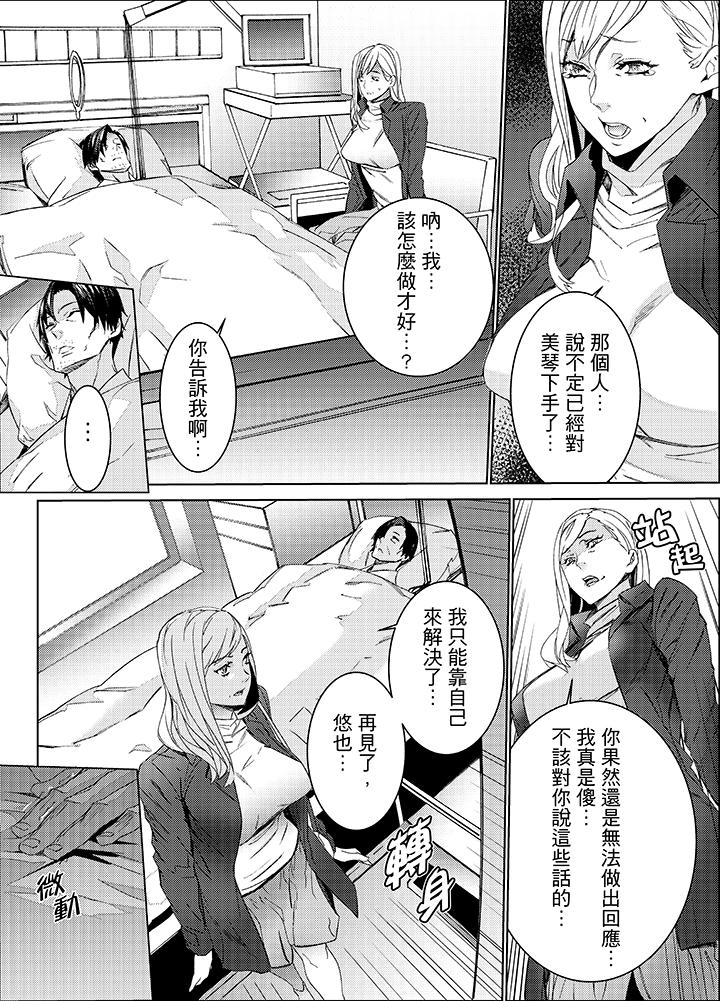 那個人…
說不定已經對
美琴下手了…
吶…我…
該怎麼做才好…？
你告訴我啊…
…
站起
你果然還是無法做出回應…
我真是傻…
不該對你說這些話的…
我只能靠自己
來解決了…
再見了，
悠也…
轉身
微動